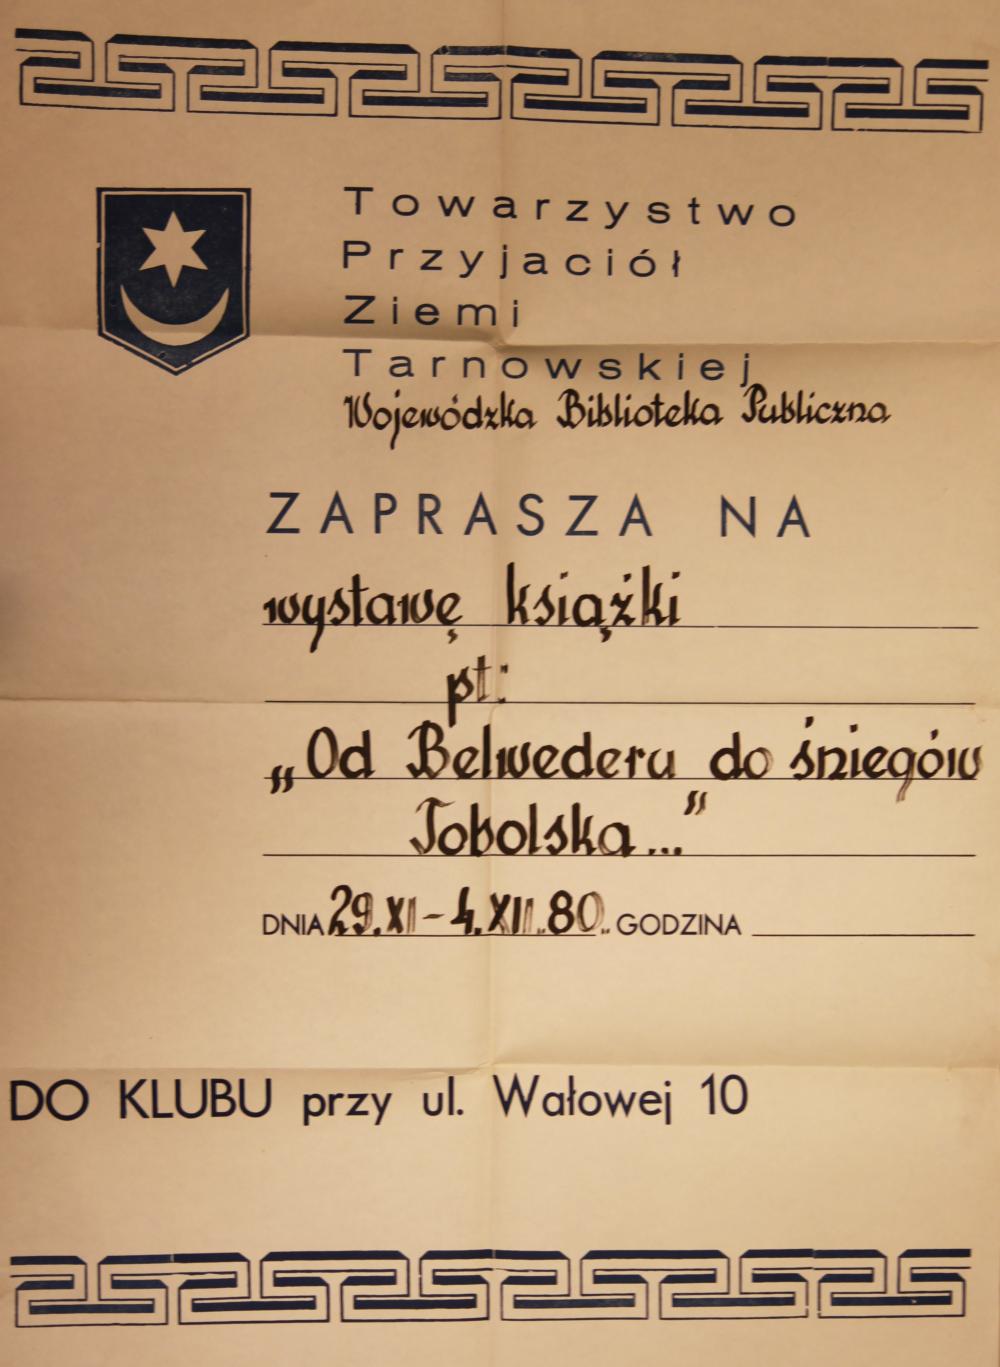 Towarzystwo
Przyjaciół
Ziemi
Tarnowskiej
Wojewódzka Biblioteka Publiczna
ZAPRASZA NA
wystawę książki
pt:
„Od Belwederu do śniegów
Tobolska..."
DNIA 29.XI-4.XII.80. GODZINA
DO KLUBU przy ul. Wałowej 10